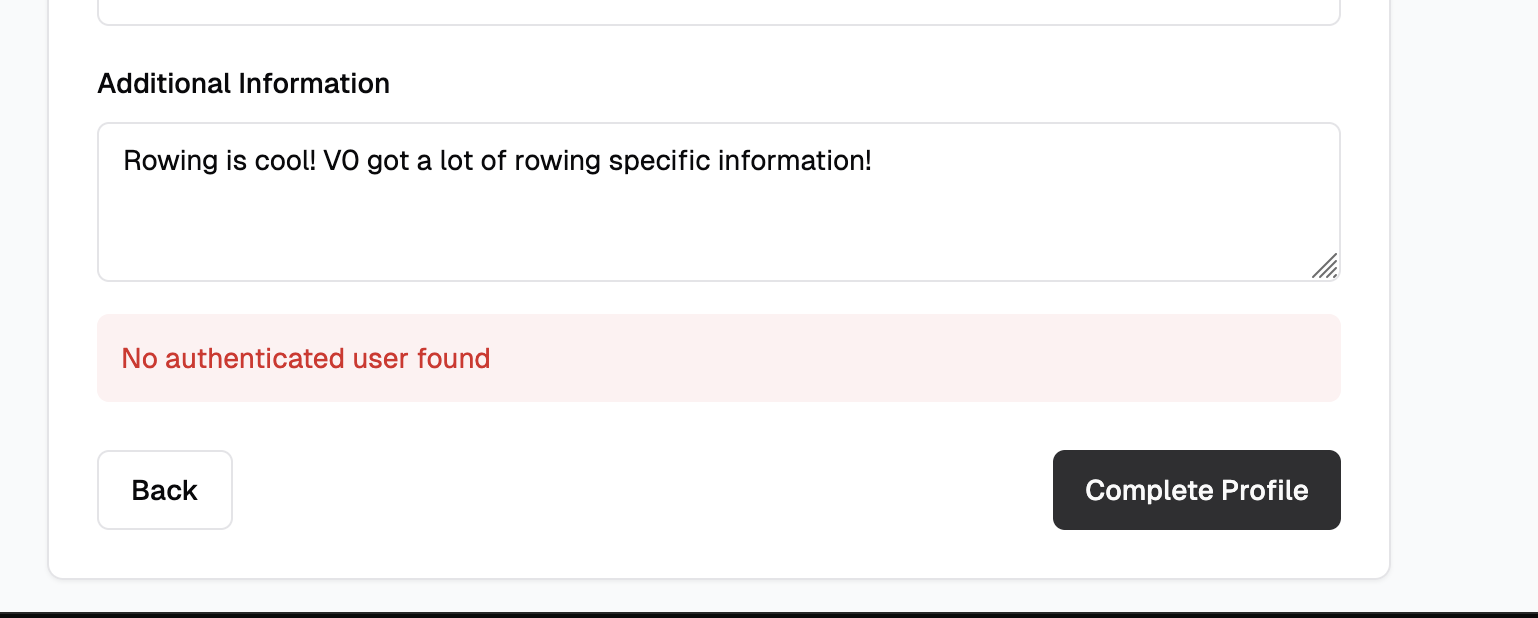 Additional Information
Rowing is cool! V0 got a lot of rowing specific information!
No authenticated user found
Back
Complete Profile